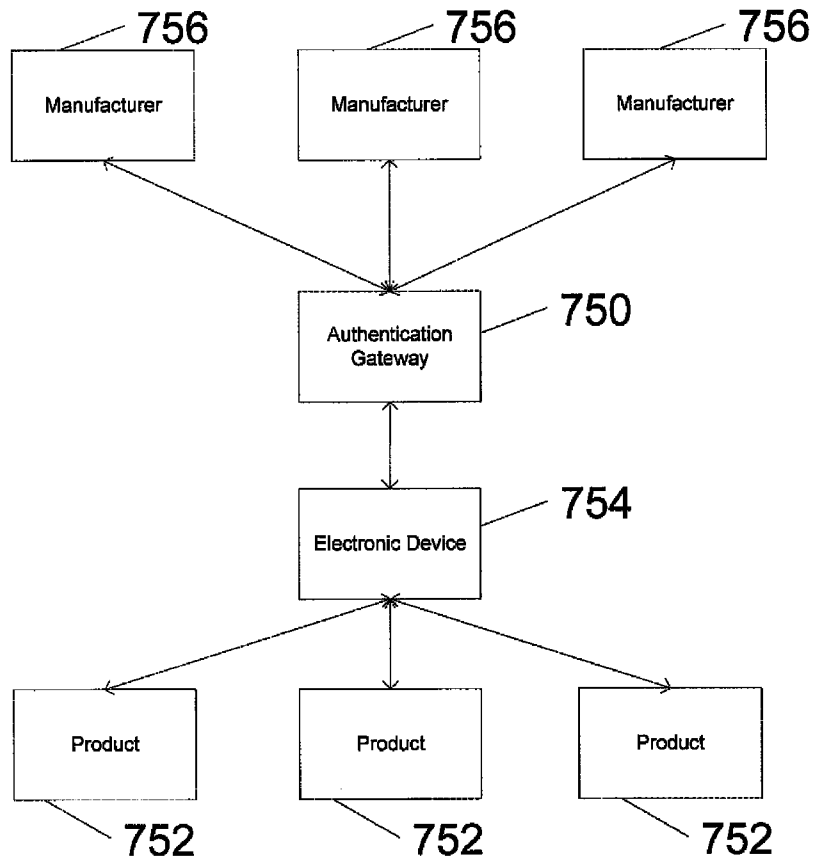 756
756
756
Manufacturer
Manufacturer
Manufacturer
750
Authentication
Gateway
754
Electronic Device
Product
Product
Product
752
752
752